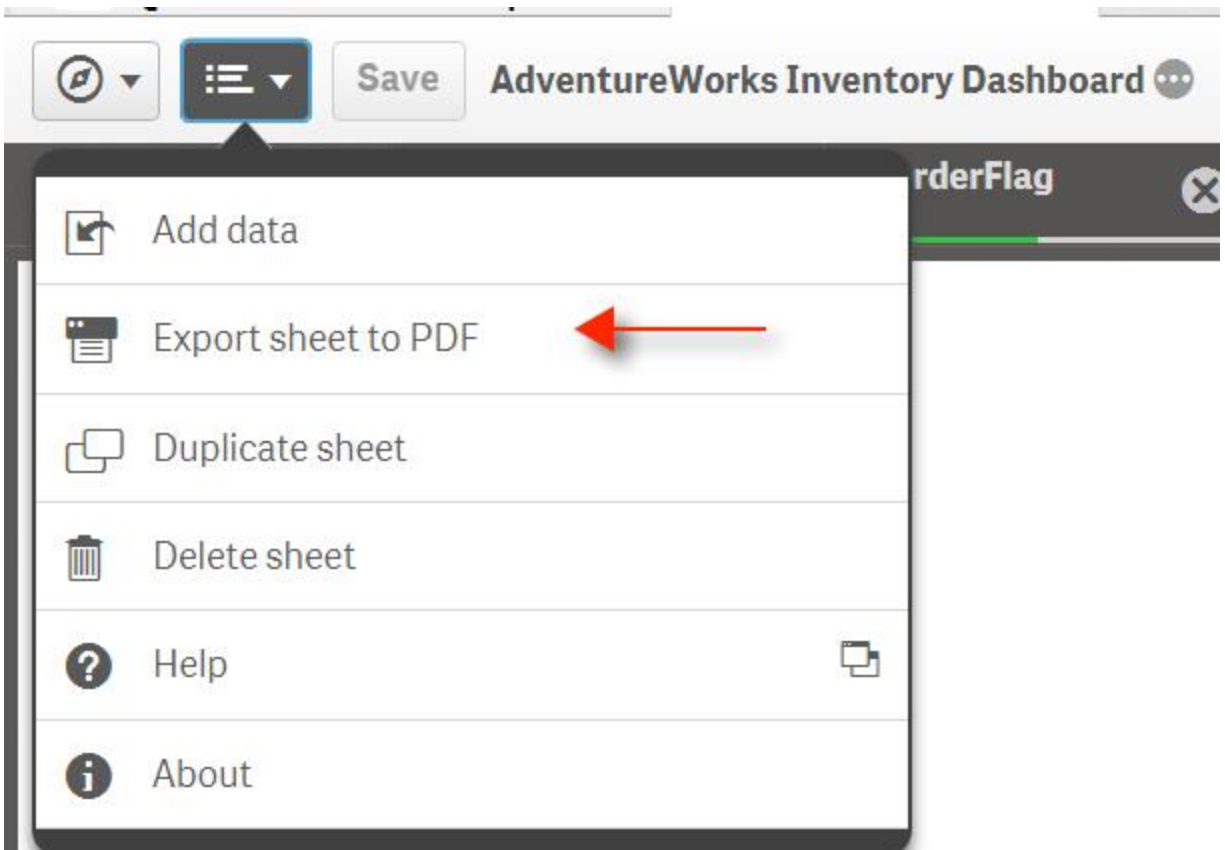 Save AdventureWorks Inventory Dashboard
rderFlag
Add data
Export sheet to PDF
Duplicate sheet
Delete sheet
Help
About